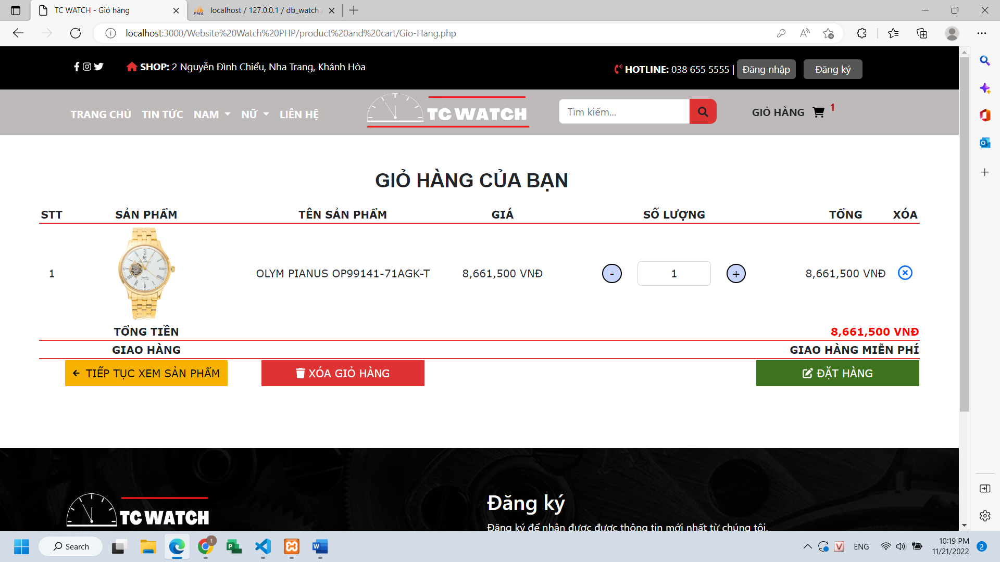 TC WATCH - Giỏ hàng
localhost / 127.0.0.1 / db_watch
localhost:3000/Website%20Watch%20PHP/product%20and%20cart/Gio-Hang.php
SHOP: 2 Nguyễn Đình Chiểu, Nha Trang, Khánh Hòa
HOTLINE: 038 655 5555 | Đăng nhập Đăng ký
TRANG CHỦ TIN TỨC NAM NỮ LIÊN HỆ
TC WATCH
Tìm kiếm...
GIỎ HÀNG 1
GIỎ HÀNG CỦA BẠN
STT SẢN PHẨM TÊN SẢN PHẨM GIÁ SỐ LƯỢNG TỔNG XÓA
1 OLYM PIANUS OP99141-71AGK-T 8,661,500 VNĐ - 1 + 8,661,500 VNĐ
TỔNG TIỀN 8,661,500 VNĐ
GIAO HÀNG GIAO HÀNG MIỄN PHÍ
TIẾP TỤC XEM SẢN PHẨM XÓA GIỎ HÀNG ĐẶT HÀNG
TC WATCH
Đăng ký
Đăng ký để nhận được được thông tin mới nhất từ chúng tôi.
Search
ENG
10:19 PM
11/21/2022
2